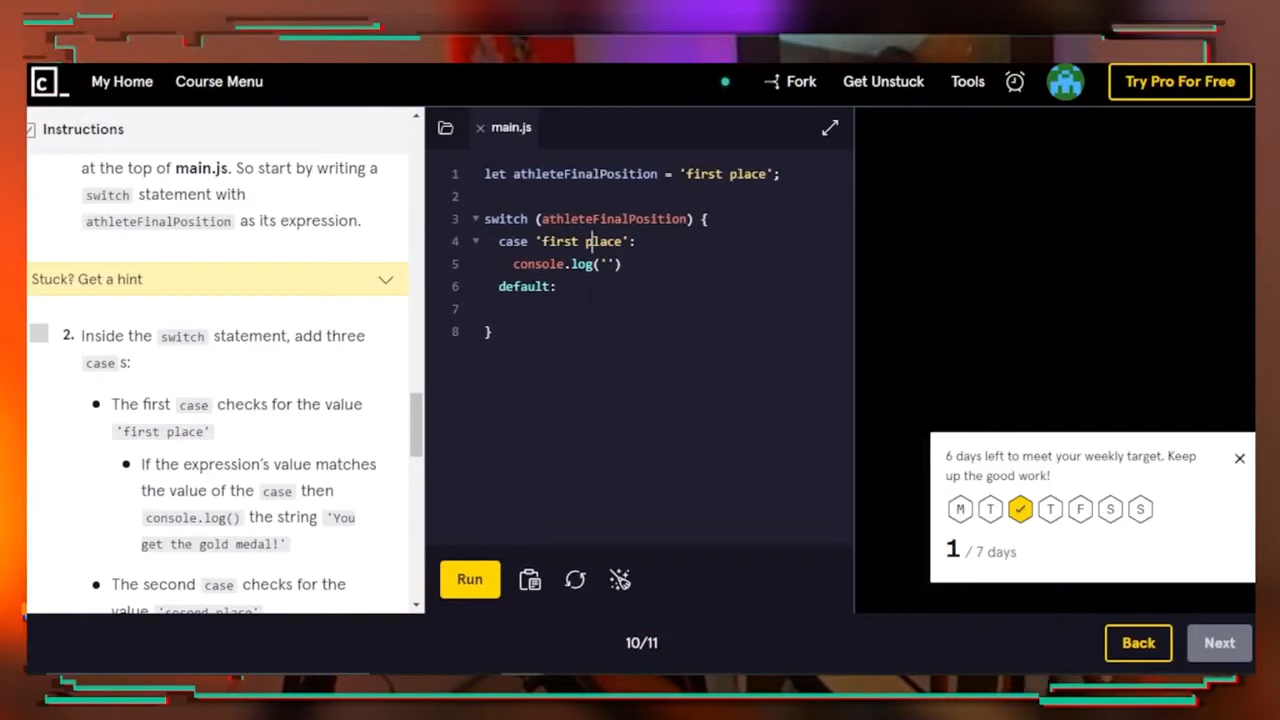 c_ My Home Course Menu Fork Get Unstuck Tools Try Pro For Free
Instructions
at the top of main.js. So start by writing a
switch statement with
athleteFinalPosition as its expression.
Stuck? Get a hint
2. Inside the switch statement, add three
case s:
The first case checks for the value
'first place'
If the expression's value matches
the value of the case then
console.log() the string 'You
get the gold medal!'
The second case checks for the
value 'second place'
main.js
1 let athleteFinalPosition = 'first place';
2
3 switch (athleteFinalPosition) {
4 case 'first place':
5 console.log('')
6 default:
7
8 }
Run
6 days left to meet your weekly target. Keep
up the good work!
M T T F S S
1 / 7 days
10/11
Back Next